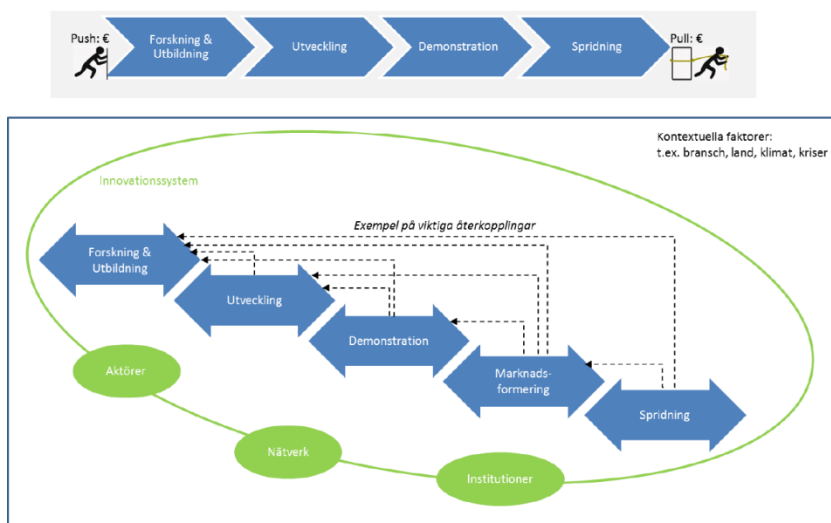 Push: €
Forskning &
Utbildning
Utveckling
Demonstration
Spridning
Pull: €
Kontextuella faktorer:
t.ex. bransch, land, klimat, kriser
Innovationssystem
Exempel på viktiga återkopplingar
Forskning &
Utbildning
Utveckling
Demonstration
Marknads-
formering
Spridning
Aktörer
Nätverk
Institutioner